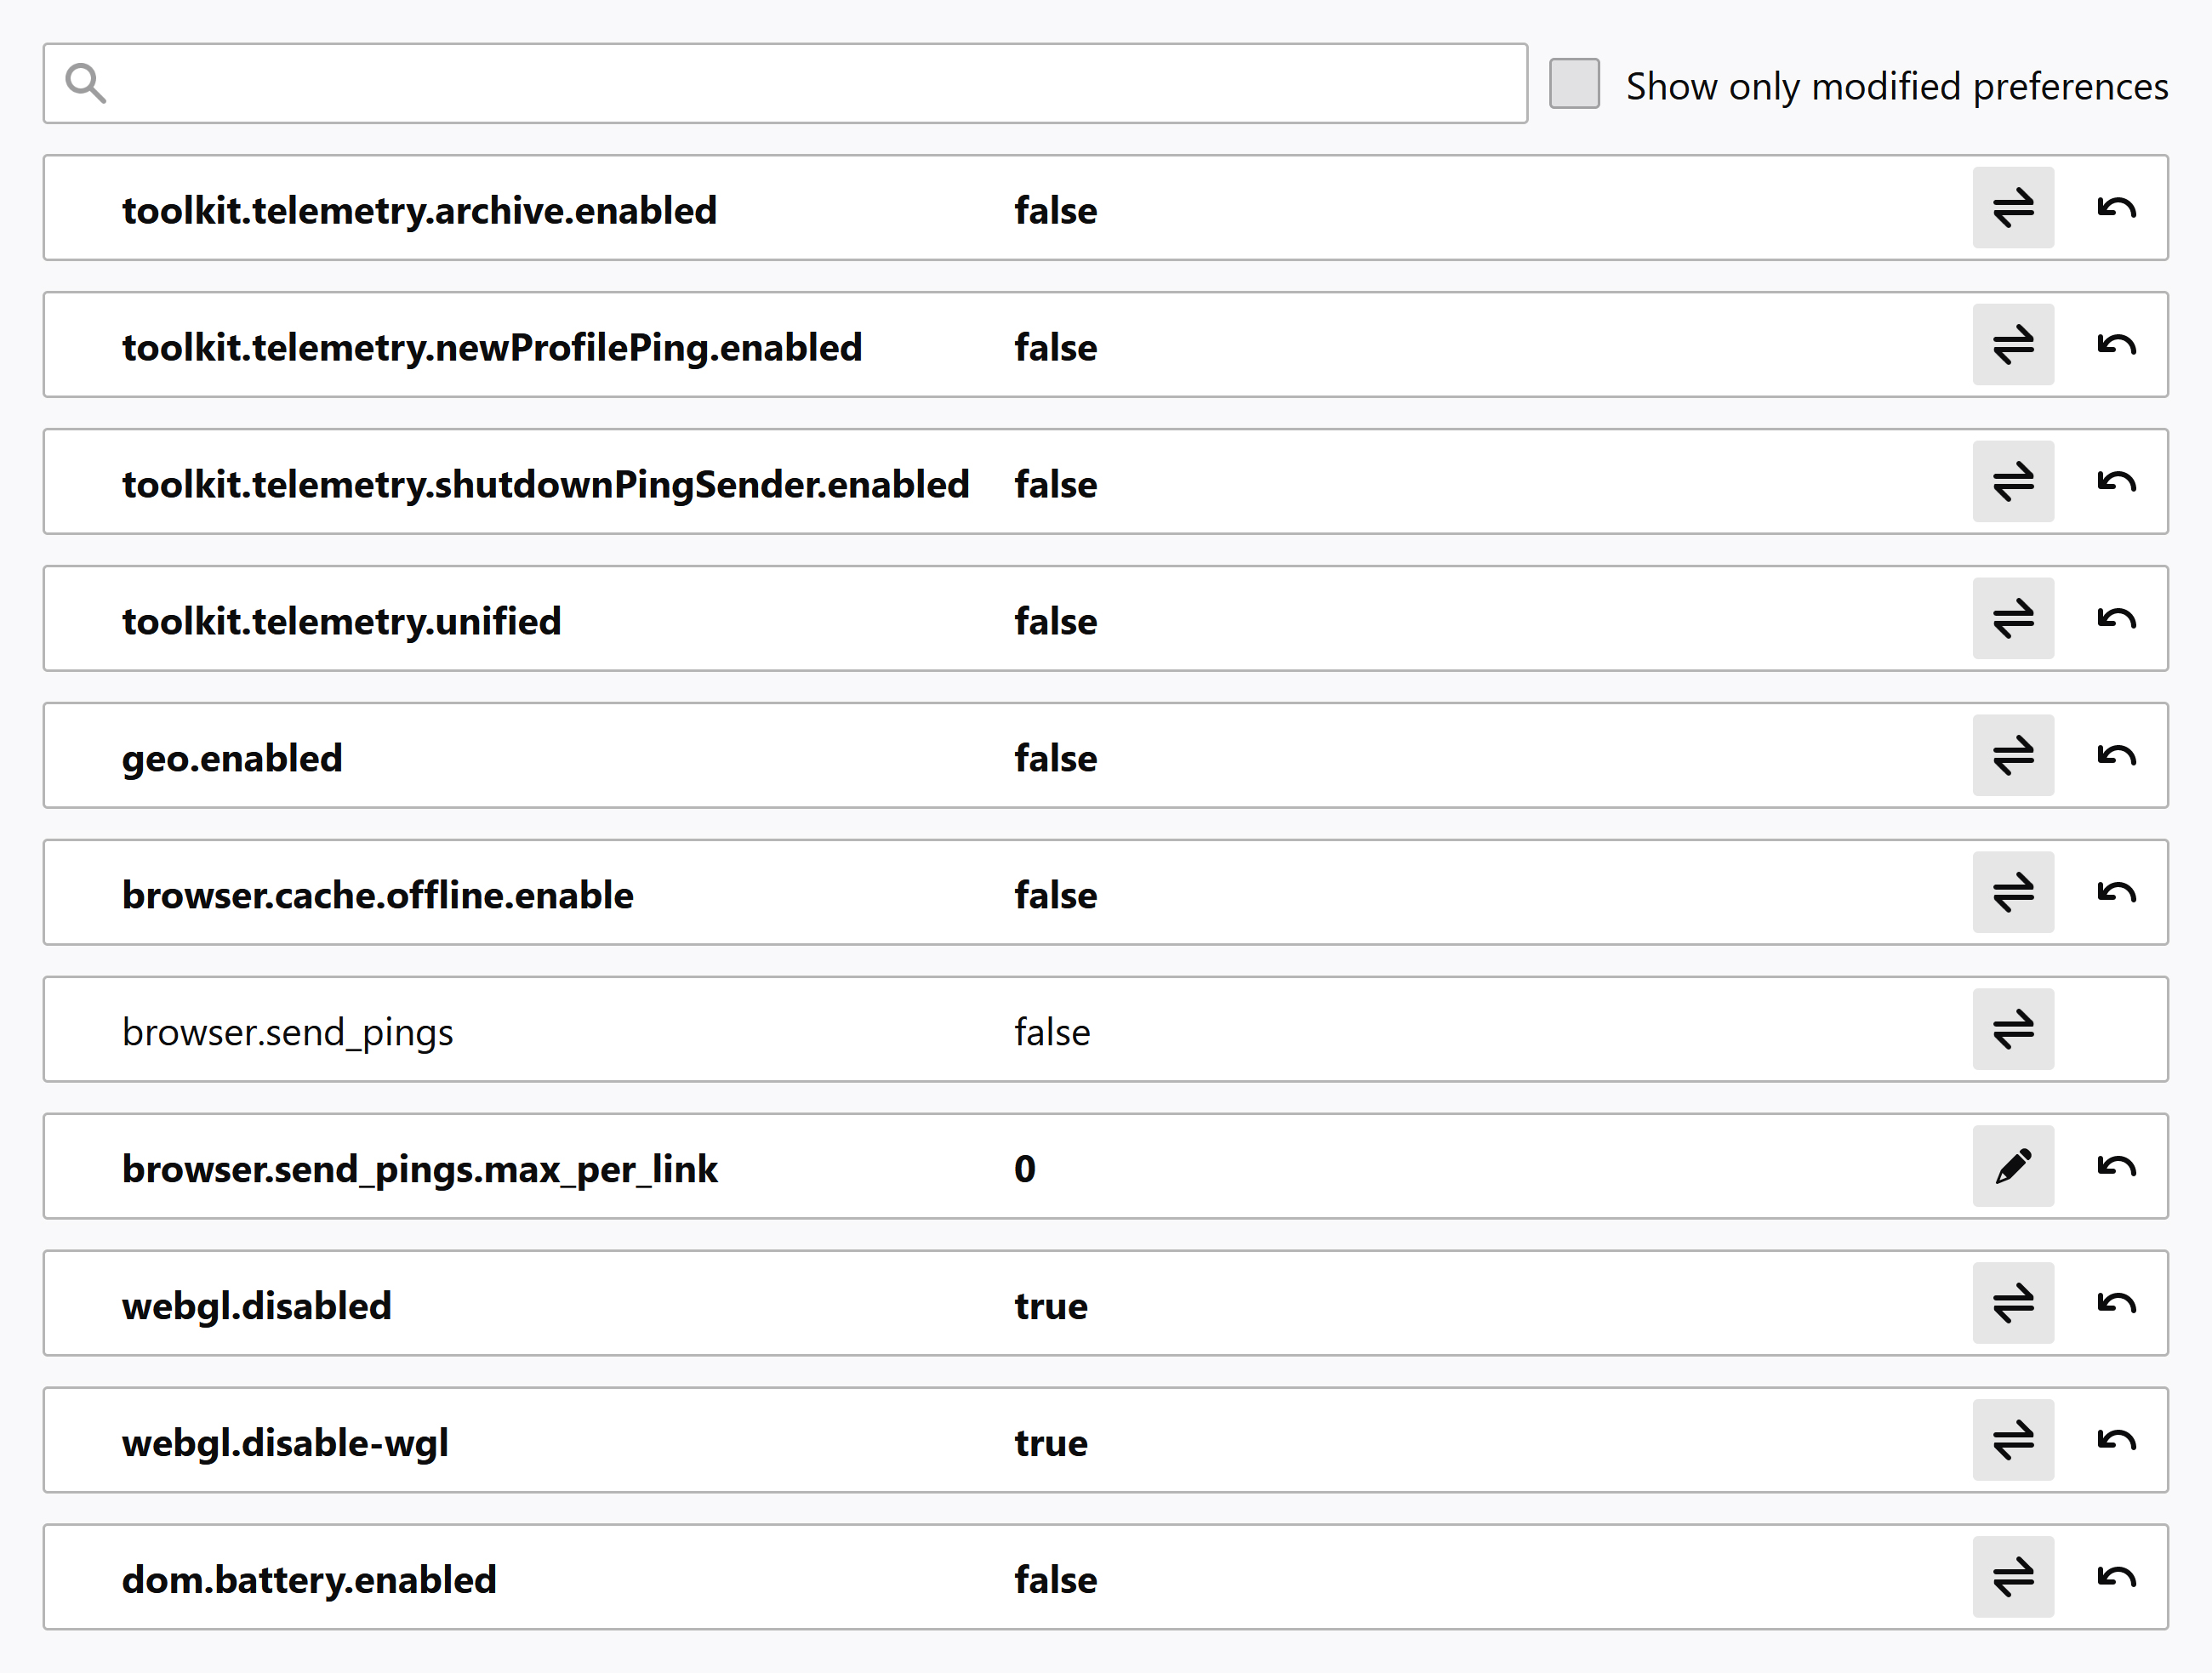 Show only modified preferences
toolkit.telemetry.archive.enabled false
toolkit.telemetry.newProfilePing.enabled false
toolkit.telemetry.shutdownPingSender.enabled false
toolkit.telemetry.unified false
geo.enabled false
browser.cache.offline.enable false
browser.send_pings false
browser.send_pings.max_per_link 0
webgl.disabled true
webgl.disable-wgl true
dom.battery.enabled false